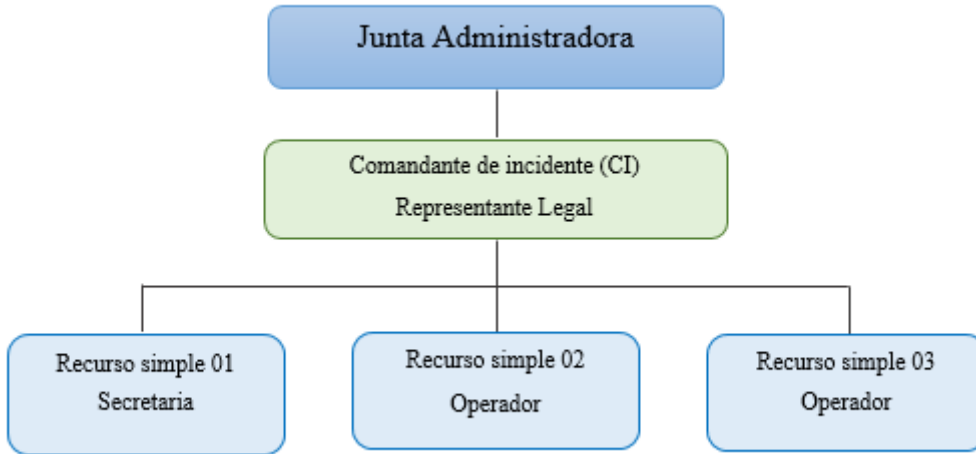 Junta Administradora
Comandante de incidente (CI)
Representante Legal
Recurso simple 01
Secretaria
Recurso simple 02
Operador
Recurso simple 03
Operador